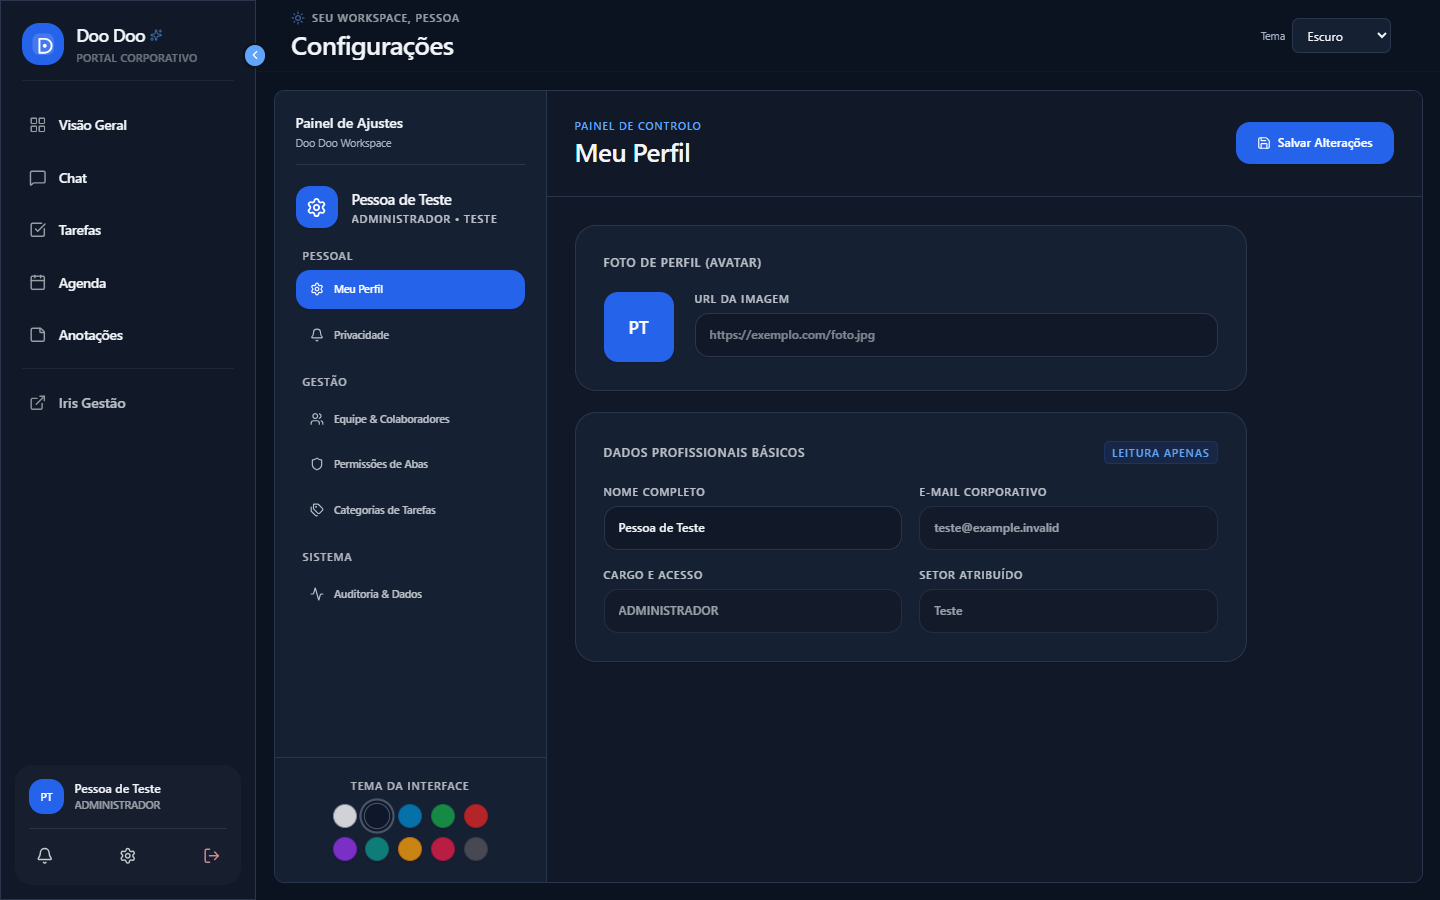 Doo Doo
PORTAL CORPORATIVO
Visão Geral
Chat
Tarefas
Agenda
Anotações
Iris Gestão
PT
Pessoa de Teste
ADMINISTRADOR
SEU WORKSPACE, PESSOA
Configurações
Tema
Escuro
Painel de Ajustes
Doo Doo Workspace
Pessoa de Teste
ADMINISTRADOR • TESTE
PESSOAL
Meu Perfil
Privacidade
GESTÃO
Equipe & Colaboradores
Permissões de Abas
Categorias de Tarefas
SISTEMA
Auditoria & Dados
TEMA DA INTERFACE
PAINEL DE CONTROLO
Meu Perfil
Salvar Alterações
FOTO DE PERFIL (AVATAR)
PT
URL DA IMAGEM
https://exemplo.com/foto.jpg
DADOS PROFISSIONAIS BÁSICOS
LEITURA APENAS
NOME COMPLETO
Pessoa de Teste
E-MAIL CORPORATIVO
teste@example.invalid
CARGO E ACESSO
ADMINISTRADOR
SETOR ATRIBUÍDO
Teste